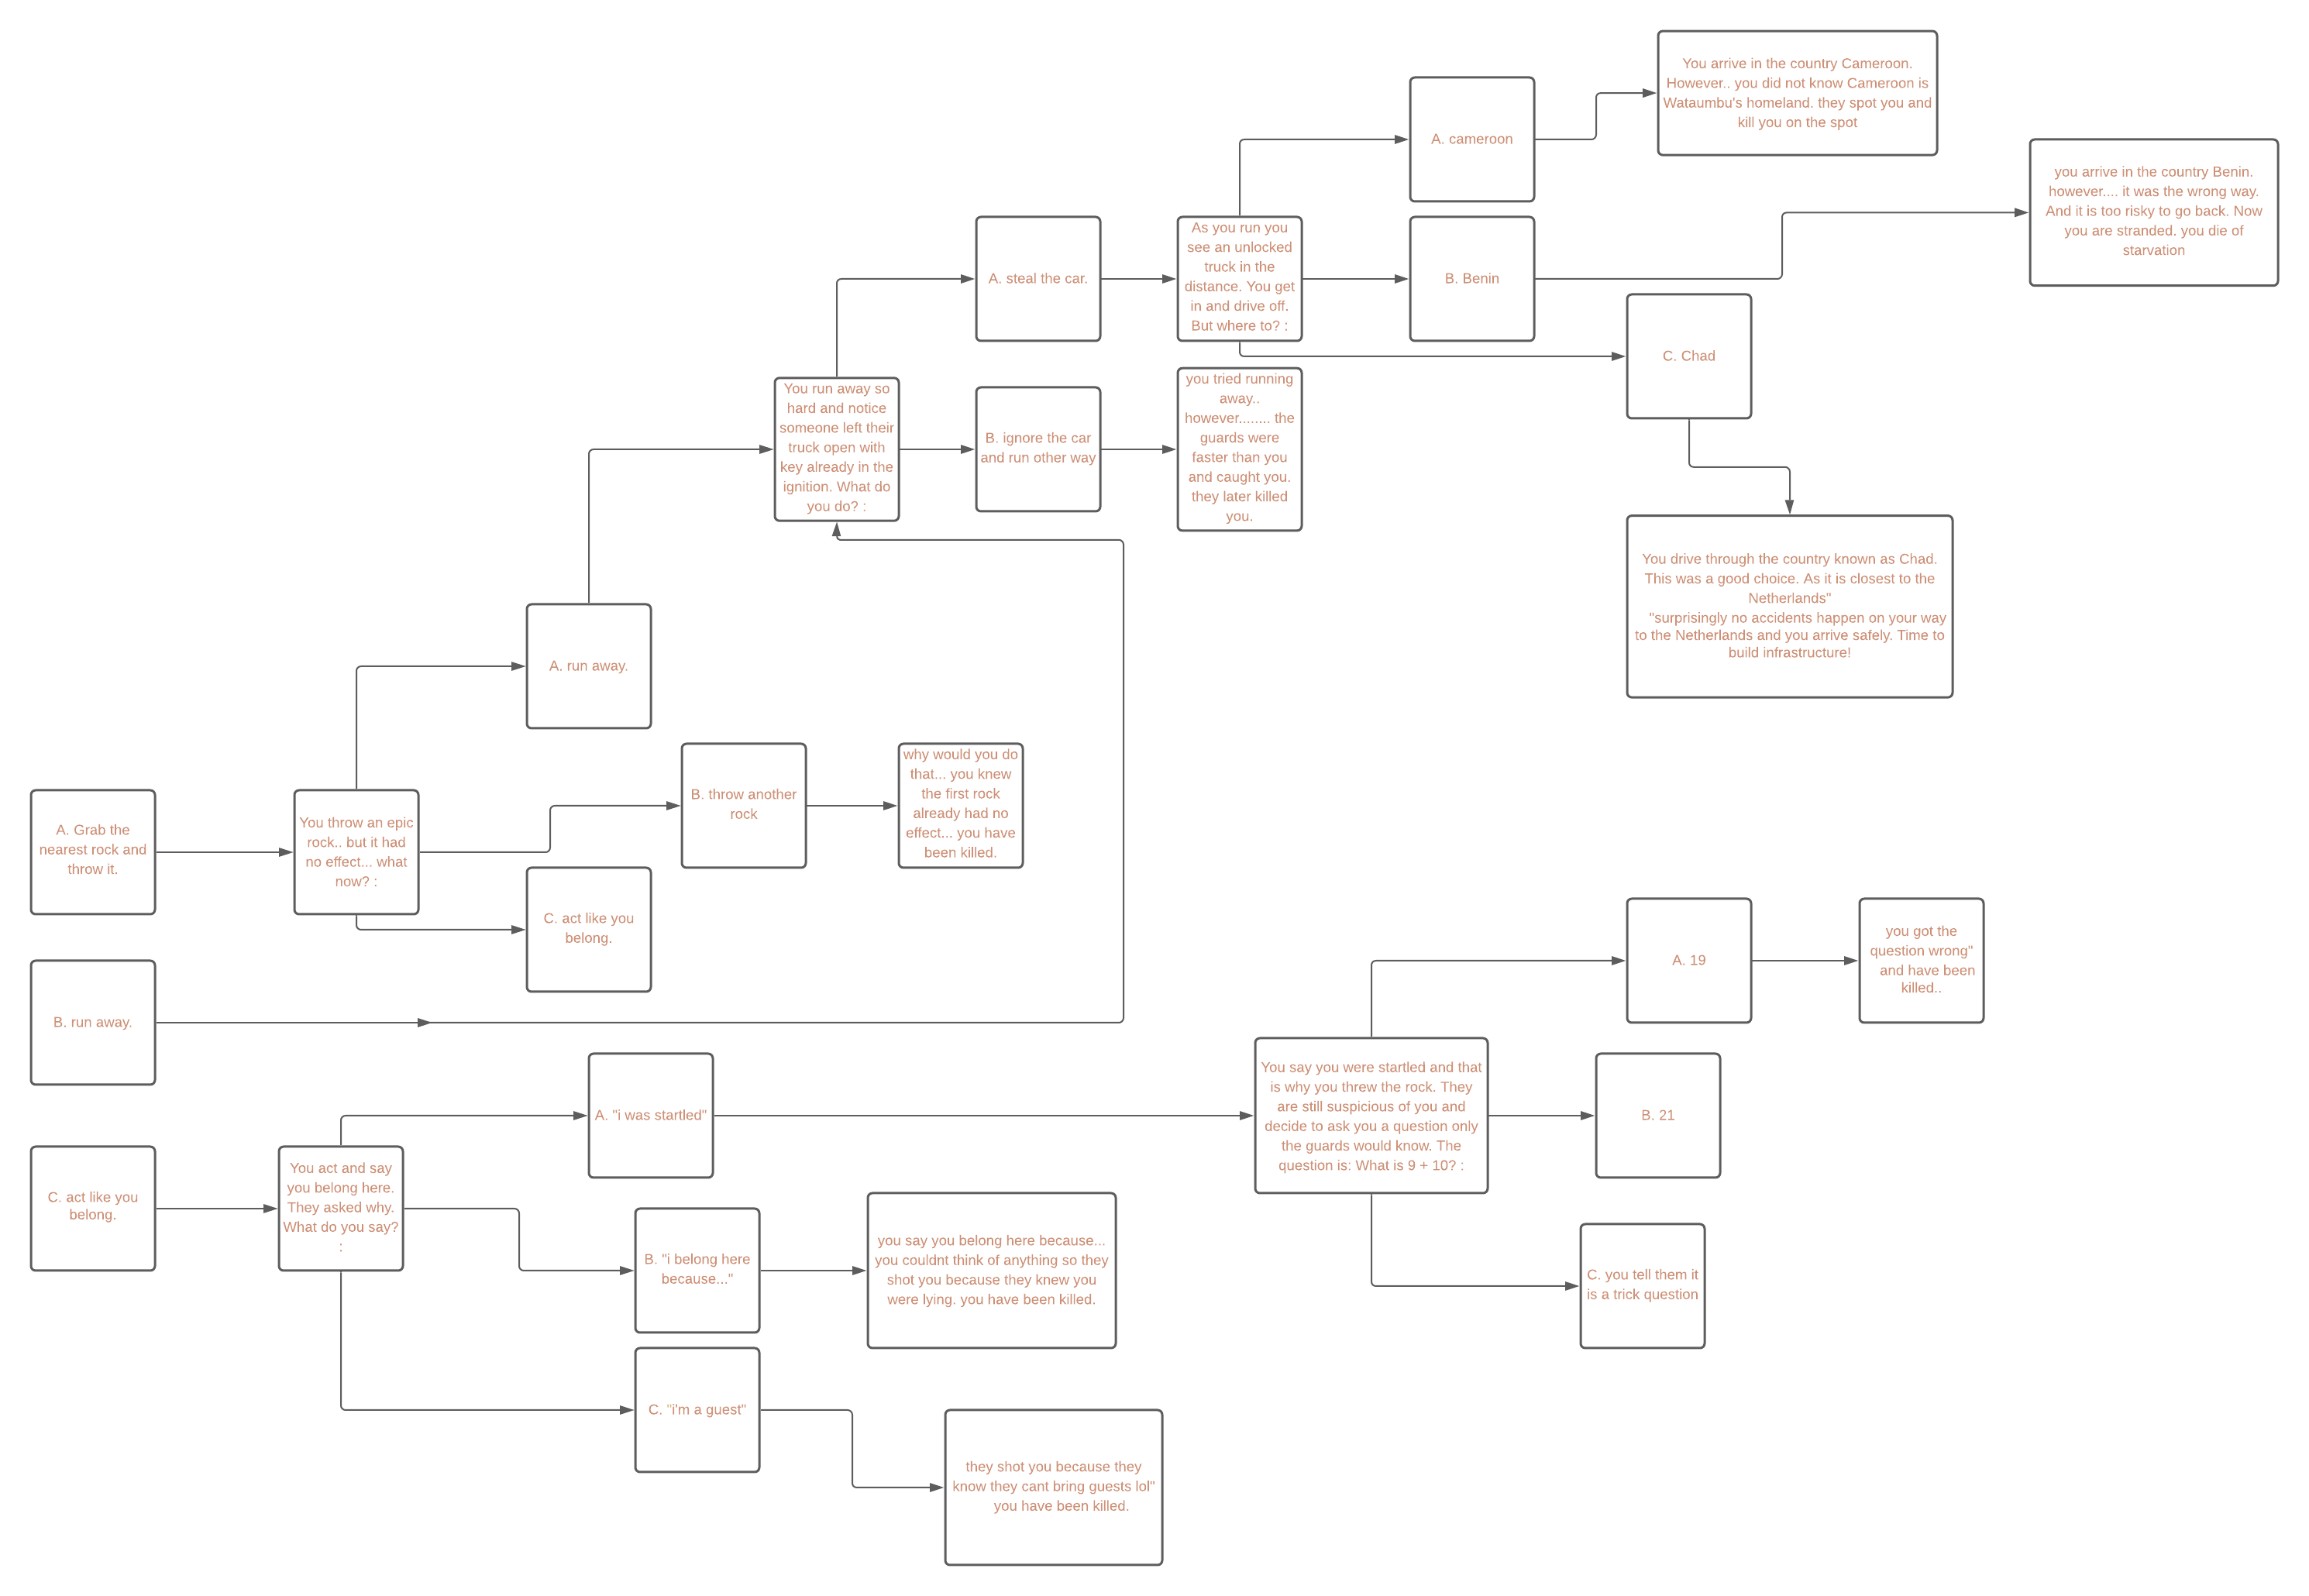 You arrive in the country Cameroon.
However.. you did not know Cameroon is
Wataumbu's homeland. they spot you and
kill you on the spot
A. cameroon
you arrive in the country Benin.
however.... it was the wrong way.
And it is too risky to go back. Now
you are stranded. you die of
starvation
A. steal the car.
As you run you
see an unlocked
truck in the
distance. You get
in and drive off.
But where to? :
B. Benin
C. Chad
You run away so
hard and notice
someone left their
truck open with
key already in the
ignition. What do
you do? :
B. ignore the car
and run other way
you tried running
away..
however........ the
guards were
faster than you
and caught you.
they later killed
you.
You drive through the country known as Chad.
This was a good choice. As it is closest to the
Netherlands"
"surprisingly no accidents happen on your way
to the Netherlands and you arrive safely. Time to
build infrastructure!
A. run away.
A. Grab the
nearest rock and
throw it.
You throw an epic
rock.. but it had
no effect... what
now? :
B. throw another
rock
why would you do
that... you knew
the first rock
already had no
effect... you have
been killed.
C. act like you
belong.
B. run away.
A. 19
you got the
question wrong"
and have been
killed..
A. "i was startled"
You say you were startled and that
is why you threw the rock. They
are still suspicious of you and
decide to ask you a question only
the guards would know. The
question is: What is 9 + 10? :
B. 21
C. act like you
belong.
You act and say
you belong here.
They asked why.
What do you say?
:
B. "i belong here
because..."
you say you belong here because...
you couldnt think of anything so they
shot you because they knew you
were lying. you have been killed.
C. you tell them it
is a trick question
C. "i'm a guest"
they shot you because they
know they cant bring guests lol"
you have been killed.